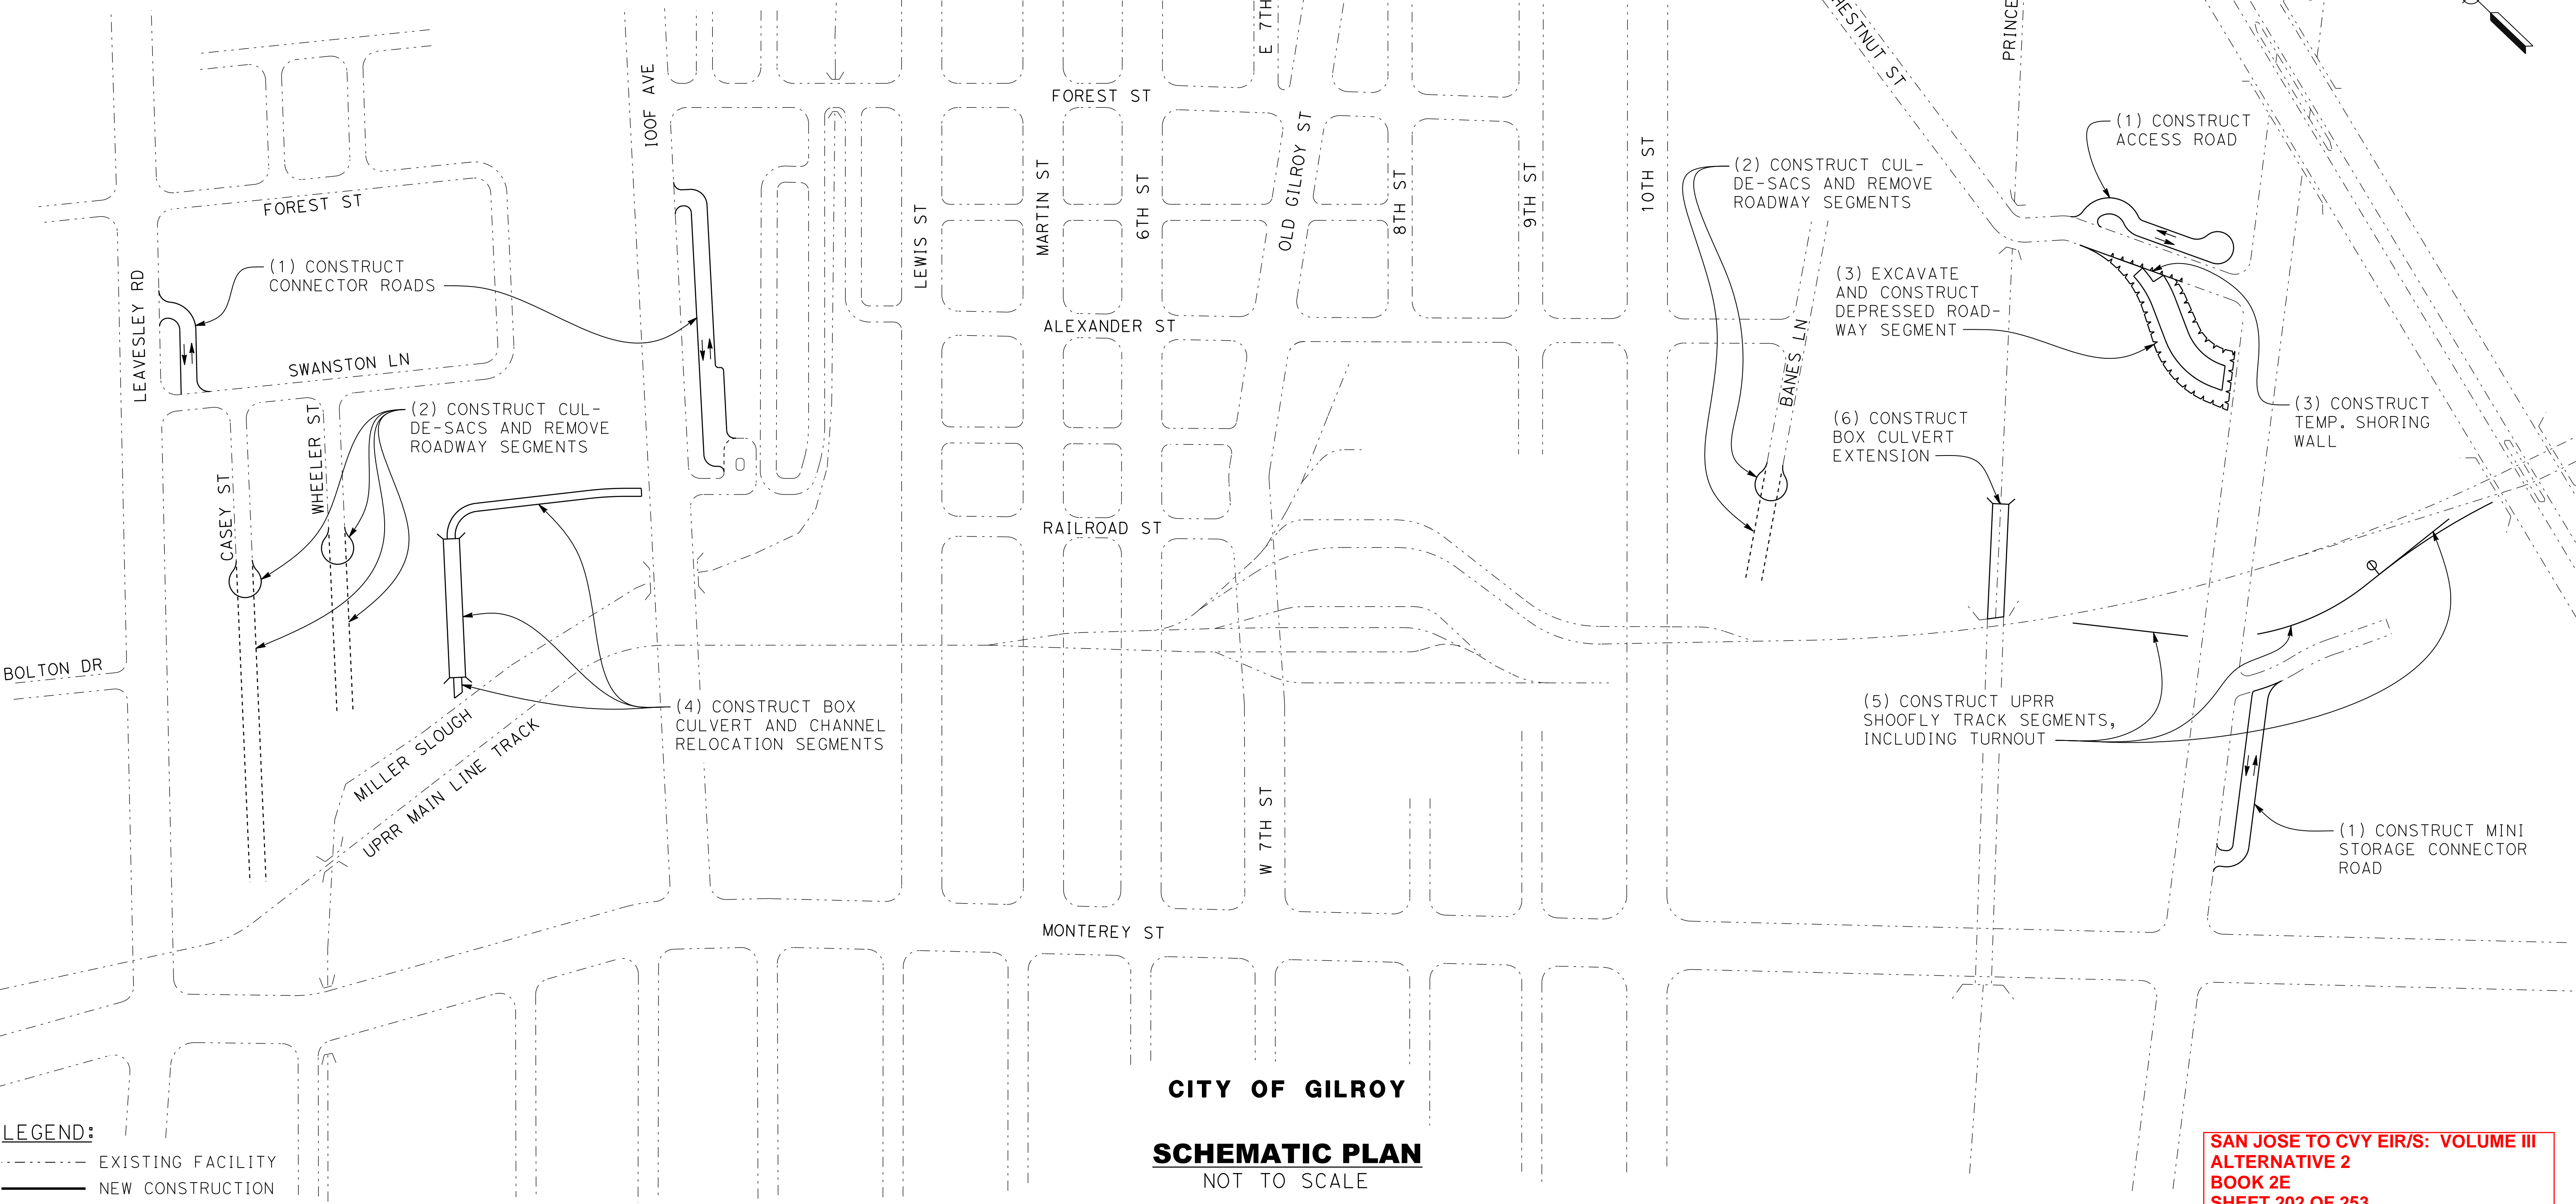 CHESTNUT ST
PRINCE
E 7TH
IOOF AVE
FOREST ST
(1) CONSTRUCT
ACCESS ROAD
OLD GILROY ST
10TH ST
(2) CONSTRUCT CUL-
DE-SACS AND REMOVE
ROADWAY SEGMENTS
MARTIN ST
6TH ST
8TH ST
9TH ST
LEWIS ST
FOREST ST
(1) CONSTRUCT
CONNECTOR ROADS
LEAVESLEY RD
(3) EXCAVATE
AND CONSTRUCT
DEPRESSED ROAD-
WAY SEGMENT
ALEXANDER ST
SWANSTON LN
BANES LN
(2) CONSTRUCT CUL-
DE-SACS AND REMOVE
ROADWAY SEGMENTS
(6) CONSTRUCT
BOX CULVERT
EXTENSION
(3) CONSTRUCT
TEMP. SHORING
WALL
WHEELER ST
CASEY ST
RAILROAD ST
BOLTON DR
(4) CONSTRUCT BOX
CULVERT AND CHANNEL
RELOCATION SEGMENTS
(5) CONSTRUCT UPRR
SHOOFLY TRACK SEGMENTS,
INCLUDING TURNOUT
MILLER SLOUGH
UPRR MAIN LINE TRACK
W 7TH ST
(1) CONSTRUCT MINI
STORAGE CONNECTOR
ROAD
MONTEREY ST
CITY OF GILROY
SCHEMATIC PLAN
NOT TO SCALE
LEGEND:
EXISTING FACILITY
NEW CONSTRUCTION
SAN JOSE TO CVY EIR/S: VOLUME III
ALTERNATIVE 2
BOOK 2E
SHEET 202 OF 253